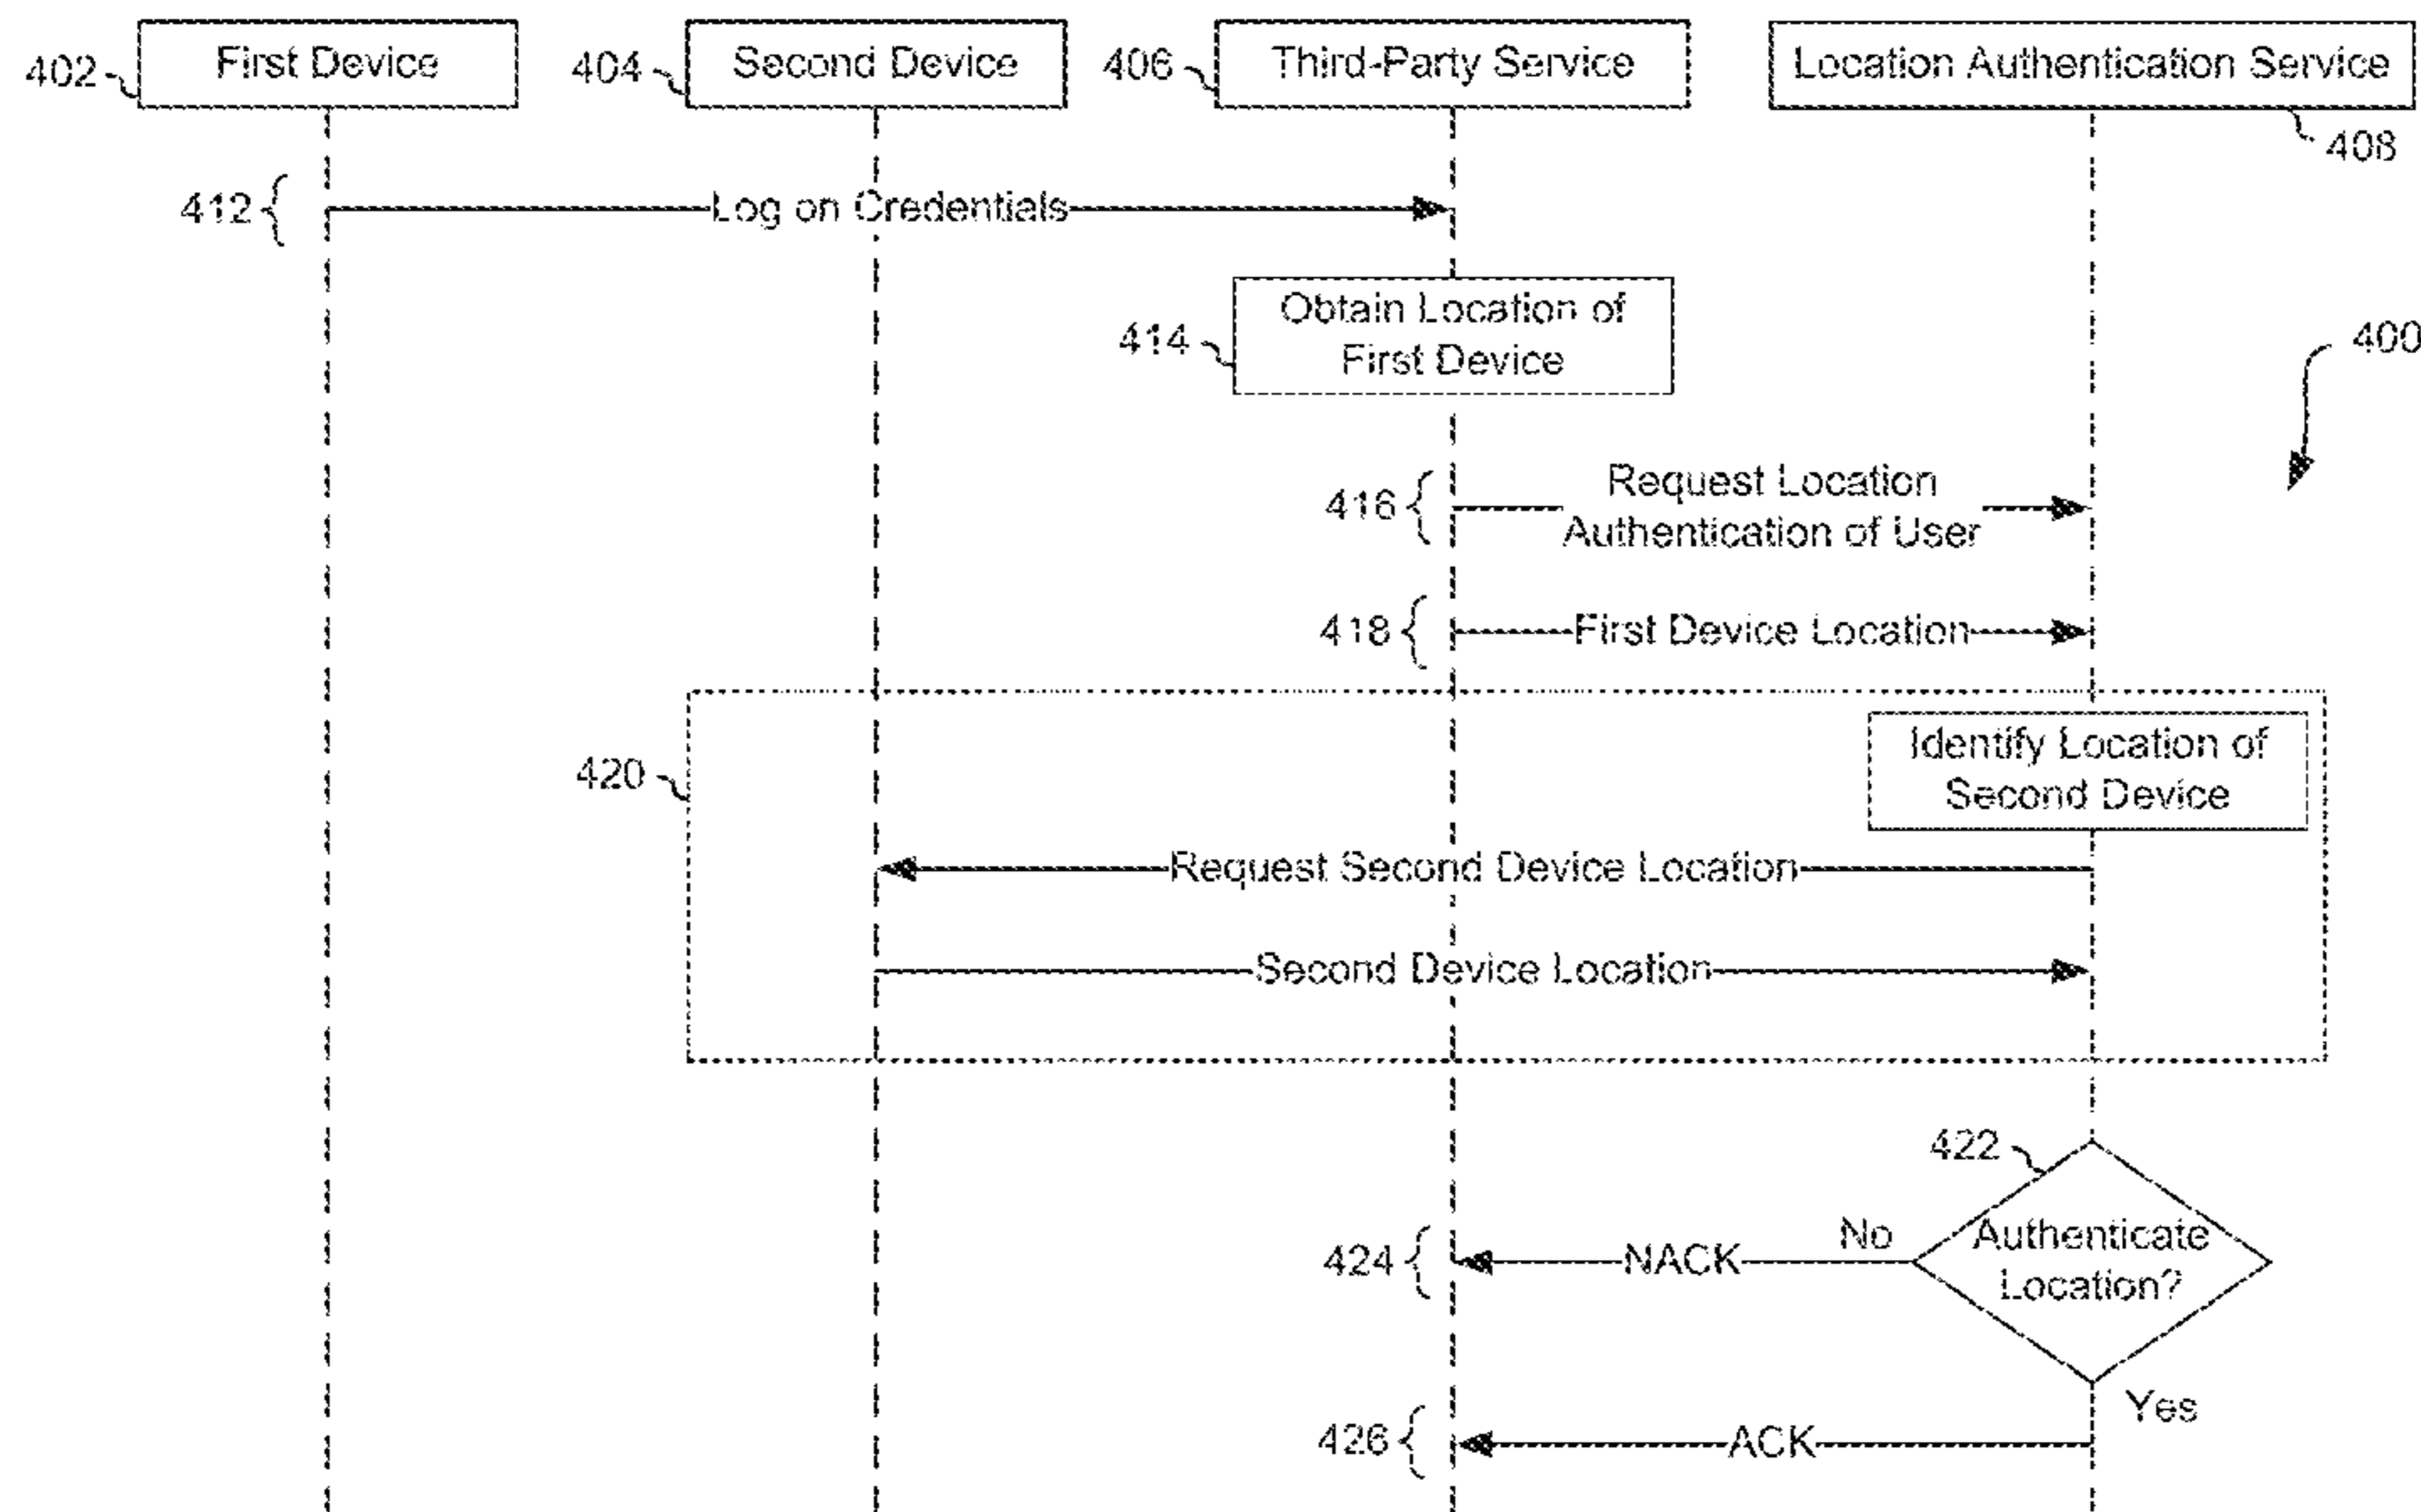 402
First Device
404
Second Device
406
Third-Party Service
Location Authentication Service
408
412
Log on Credentials
414
Obtain Location of
First Device
400
416
Request Location
Authentication of User
418
First Device Location
420
Identify Location of
Second Device
Request Second Device Location
Second Device Location
422
Authenticate
Location?
No
424
NACK
Yes
426
ACK